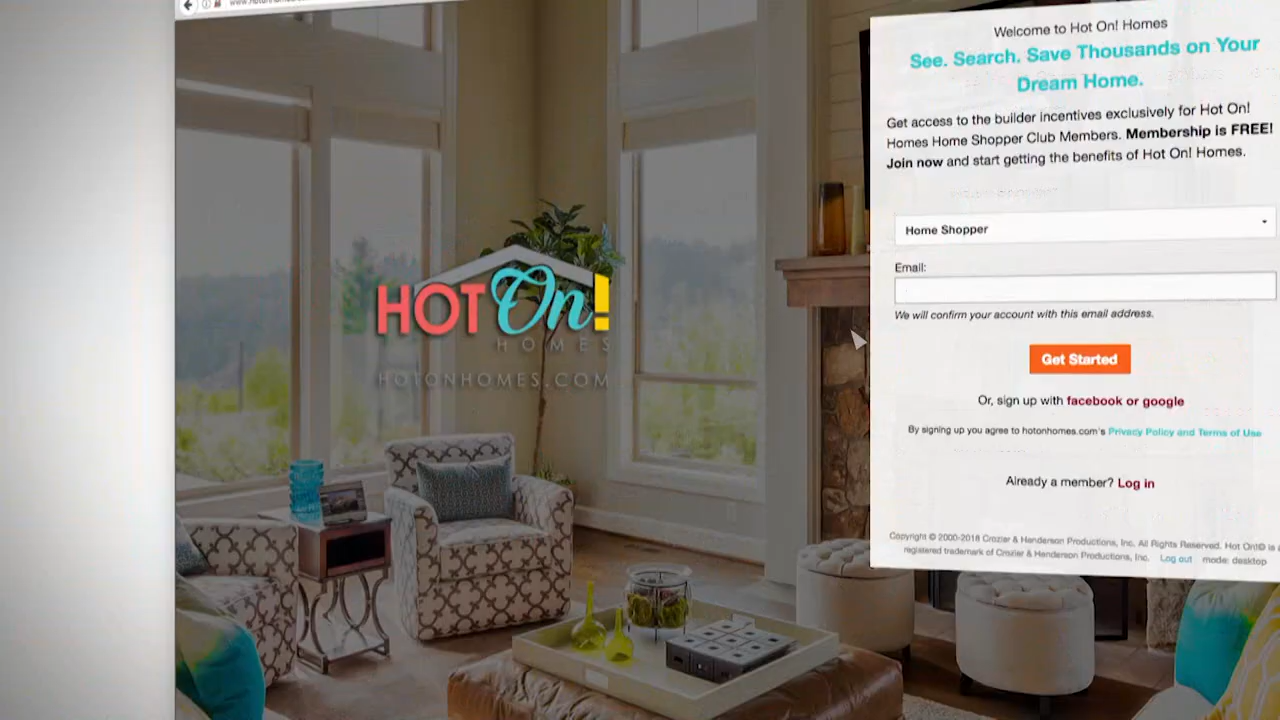 Welcome to Hot On! Homes
See. Search. Save Thousands on Your
Dream Home.
Get access to the builder incentives exclusively for Hot On!
Homes Home Shopper Club Members. Membership is FREE!
Join now and start getting the benefits of Hot On! Homes.
Home Shopper
Email:
We will confirm your account with this email address.
Get Started
Or, sign up with facebook or google
By signing up you agree to hotonhomes.com's Privacy Policy and Terms of Use
Already a member? Log in
Copyright © 2000-2018 Crozier & Henderson Productions, Inc. All Rights Reserved. Hot On!© is a
registered trademark of Crozier & Henderson Productions, Inc. Log out mode: desktop
HOT On!
HOMES
HOTONHOMES.COM